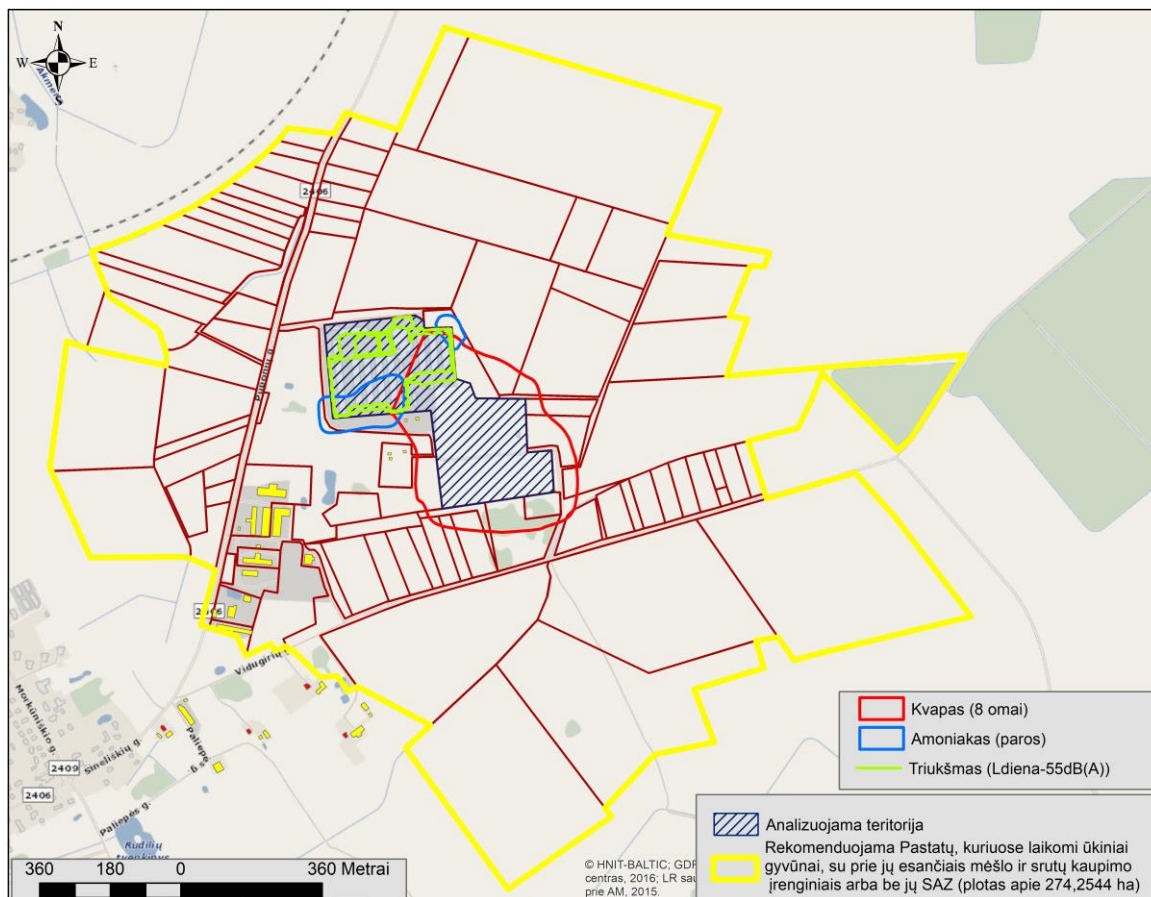 N
W E
S
Akmen
2406
Pamonių g.
2406
Vidugirių g.
Morkūniškio g.
Sineliškių g.
2409
Paliepės g.
2406
Paliepės g.
Rūdilių
tvenkinys
360 180 0 360 Metrai
© HNIT-BALTIC; GDR
centras, 2016; LR sau
prie AM, 2015.
Kvapas (8 omai)
Amoniakas (paros)
Triukšmas (Ldiena-55dB(A))
Analizuojama teritorija
Rekomenduojama Pastatų, kuriuose laikomi ūkiniai
gyvūnai, su prie jų esančiais mėšlo ir srutų kaupimo
įrenginiais arba be jų SAZ (plotas apie 274,2544 ha)